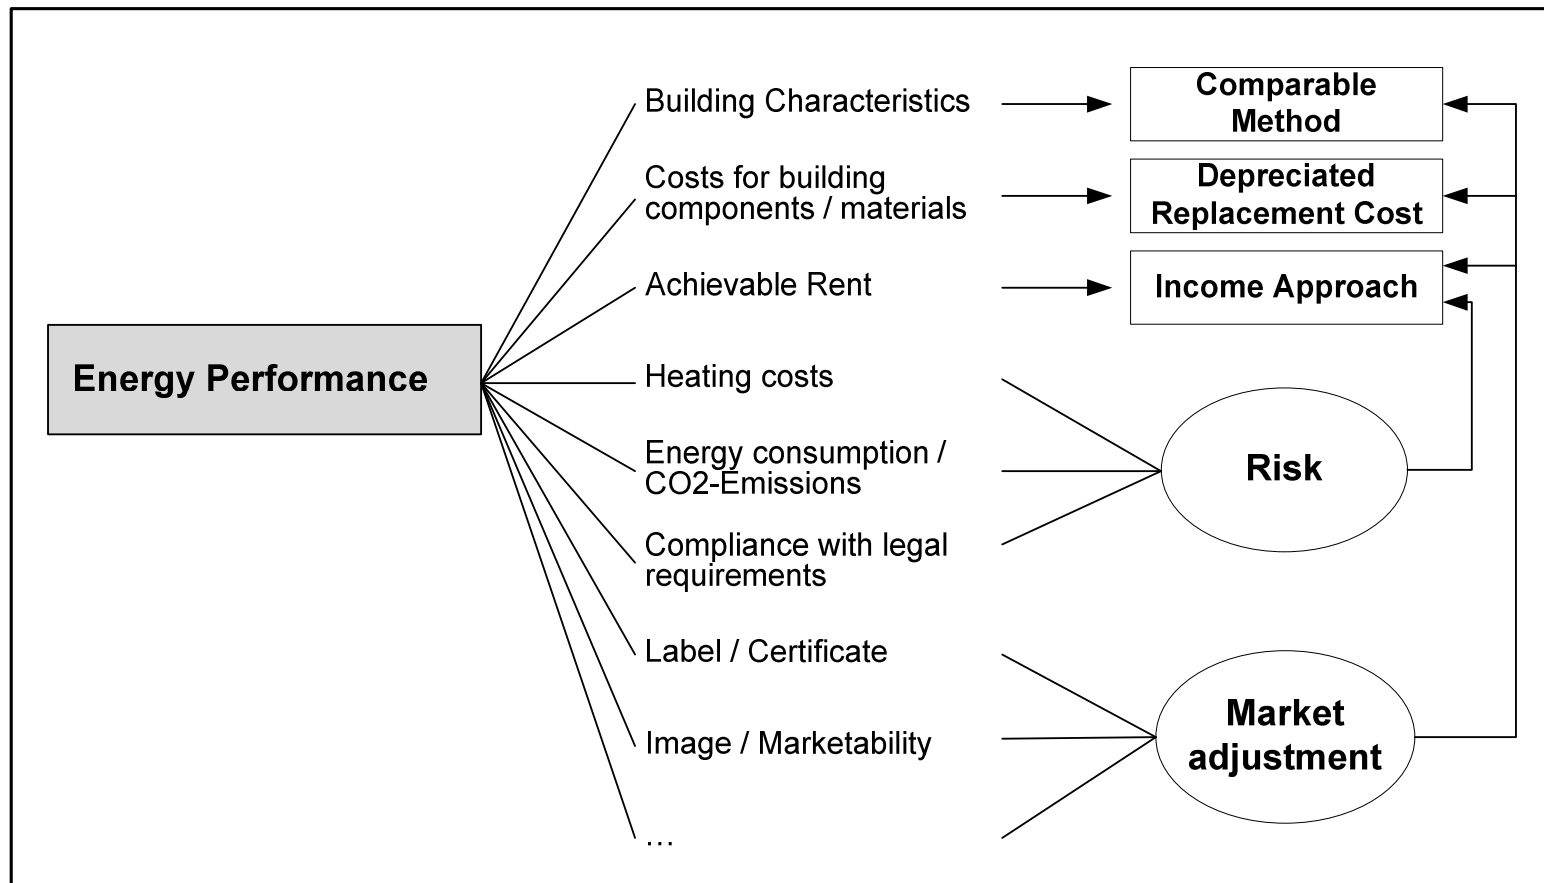 Building Characteristics
Comparable
Method
Costs for building
components / materials
Depreciated
Replacement Cost
Achievable Rent
Income Approach
Energy Performance
Heating costs
Energy consumption /
CO2-Emissions
Risk
Compliance with legal
requirements
Label / Certificate
Image / Marketability
Market
adjustment
…